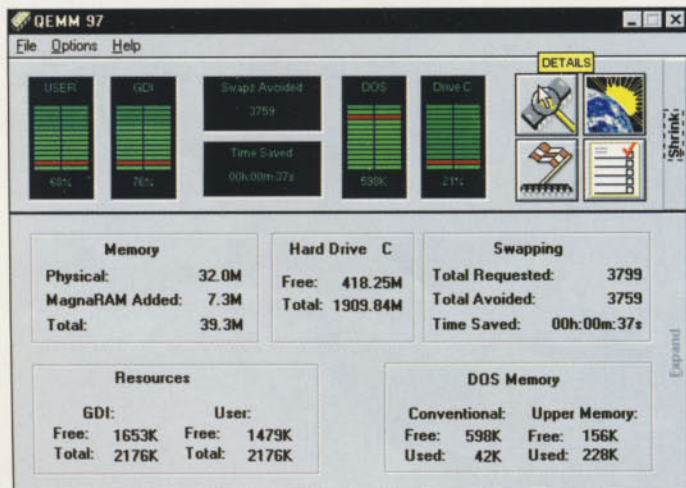 QEMM 97
File Options Help
DETAILS
USER
GDI
Swaps Avoided
3759
Time Saved
00h:00m:37s
DOS
Drive C
68%
76%
598K
21%
Shrink
Memory
Physical: 32.0M
MagnaRAM Added: 7.3M
Total: 39.3M
Hard Drive C
Free: 418.25M
Total: 1909.84M
Swapping
Total Requested: 3799
Total Avoided: 3759
Time Saved: 00h:00m:37s
Expand
Resources
GDI: User:
Free: 1653K Free: 1479K
Total: 2176K Total: 2176K
DOS Memory
Conventional: Upper Memory:
Free: 598K Free: 156K
Used: 42K Used: 228K